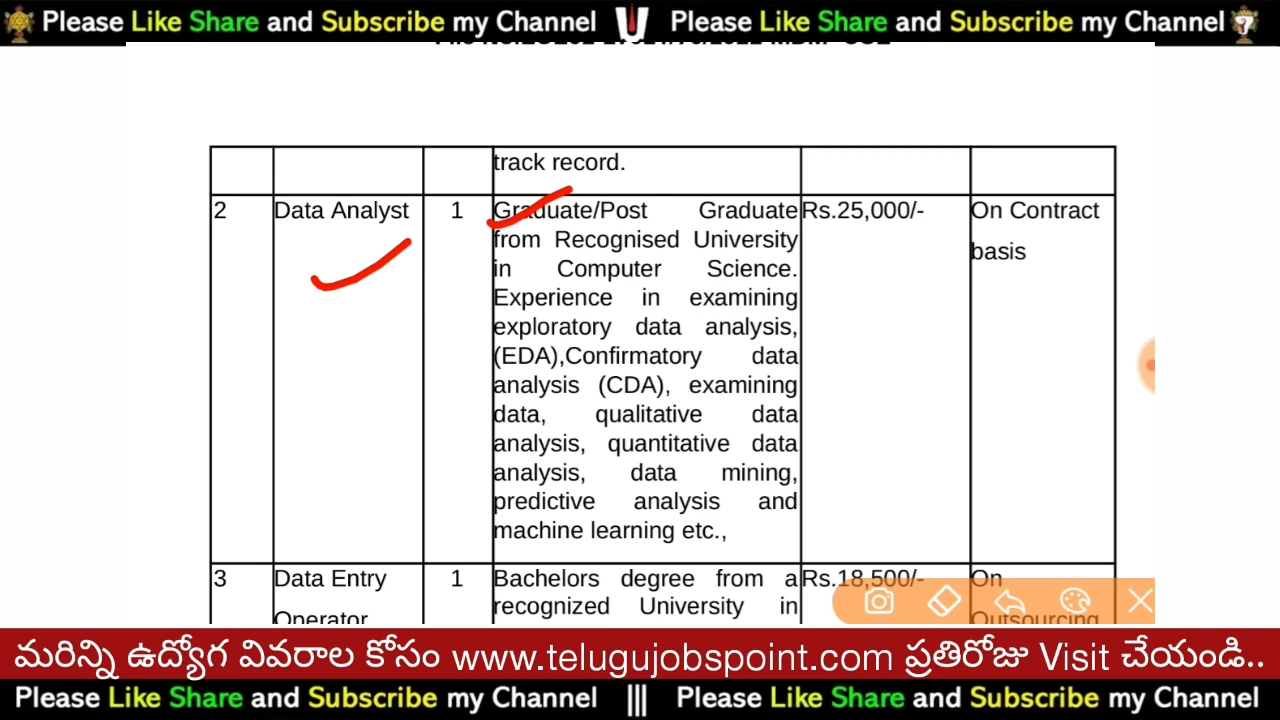 Please Like Share and Subscribe my Channel Please Like Share and Subscribe my Channel
track record.
2 Data Analyst 1 Graduate/Post Graduate Rs.25,000/- On Contract
from Recognised University basis
in Computer Science.
Experience in examining
exploratory data analysis,
(EDA),Confirmatory data
analysis (CDA), examining
data, qualitative data
analysis, quantitative data
analysis, data mining,
predictive analysis and
machine learning etc.,
3 Data Entry 1 Bachelors degree from a Rs.18,500/- On
Operator recognized University in Outsourcing
మరిన్ని ఉద్యోగ వివరాల కోసం www.telugujobspoint.com ప్రతిరోజు Visit చేయండి..
Please Like Share and Subscribe my Channel ||| Please Like Share and Subscribe my Channel